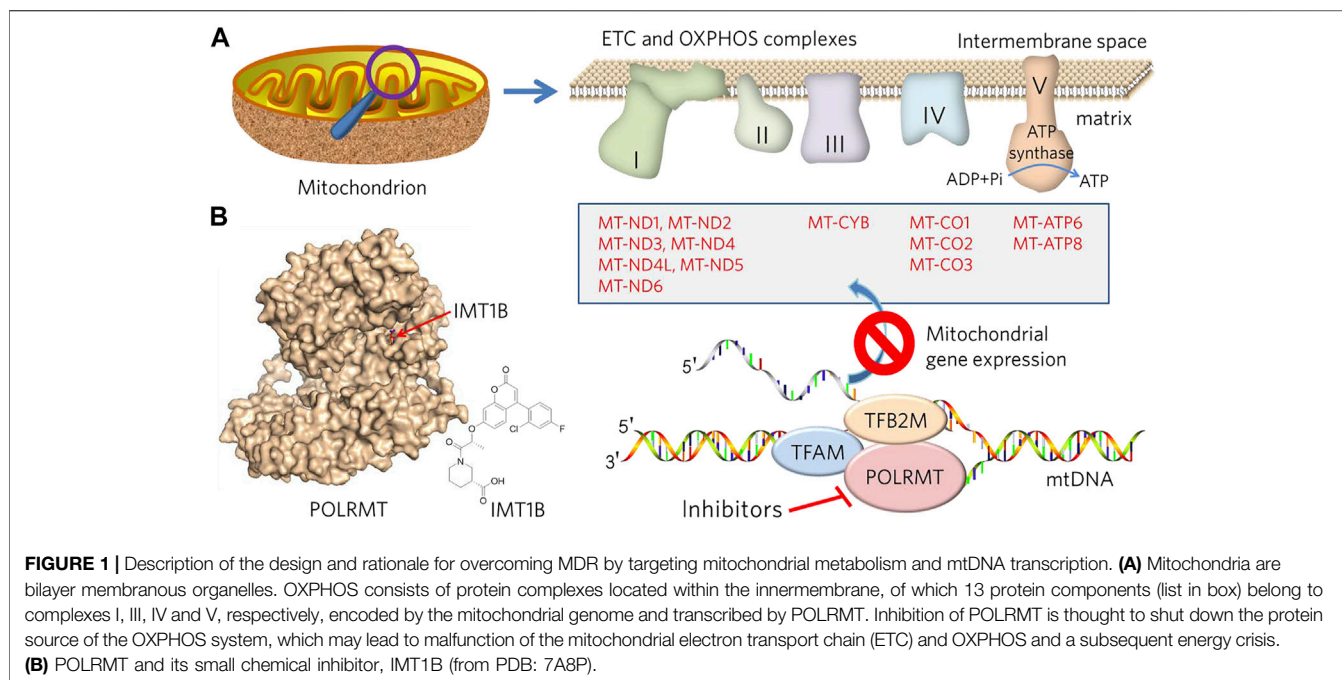 A
ETC and OXPHOS complexes
Intermembrane space
I
II
III
IV
V
matrix
ATP
synthase
ADP+Pi
ATP
Mitochondrion
MT-ND1, MT-ND2
MT-ND3, MT-ND4
MT-ND4L, MT-ND5
MT-ND6
MT-CYB
MT-CO1
MT-CO2
MT-CO3
MT-ATP6
MT-ATP8
B
IMT1B
O
O
O
Cl
F
O
N
OH
O
POLRMT
IMT1B
Mitochondrial
gene expression
5'
5'
3'
TFB2M
TFAM
POLRMT
mtDNA
Inhibitors
FIGURE 1 | Description of the design and rationale for overcoming MDR by targeting mitochondrial metabolism and mtDNA transcription. (A) Mitochondria are
bilayer membranous organelles. OXPHOS consists of protein complexes located within the innermembrane, of which 13 protein components (list in box) belong to
complexes I, III, IV and V, respectively, encoded by the mitochondrial genome and transcribed by POLRMT. Inhibition of POLRMT is thought to shut down the protein
source of the OXPHOS system, which may lead to malfunction of the mitochondrial electron transport chain (ETC) and OXPHOS and a subsequent energy crisis.
(B) POLRMT and its small chemical inhibitor, IMT1B (from PDB: 7A8P).